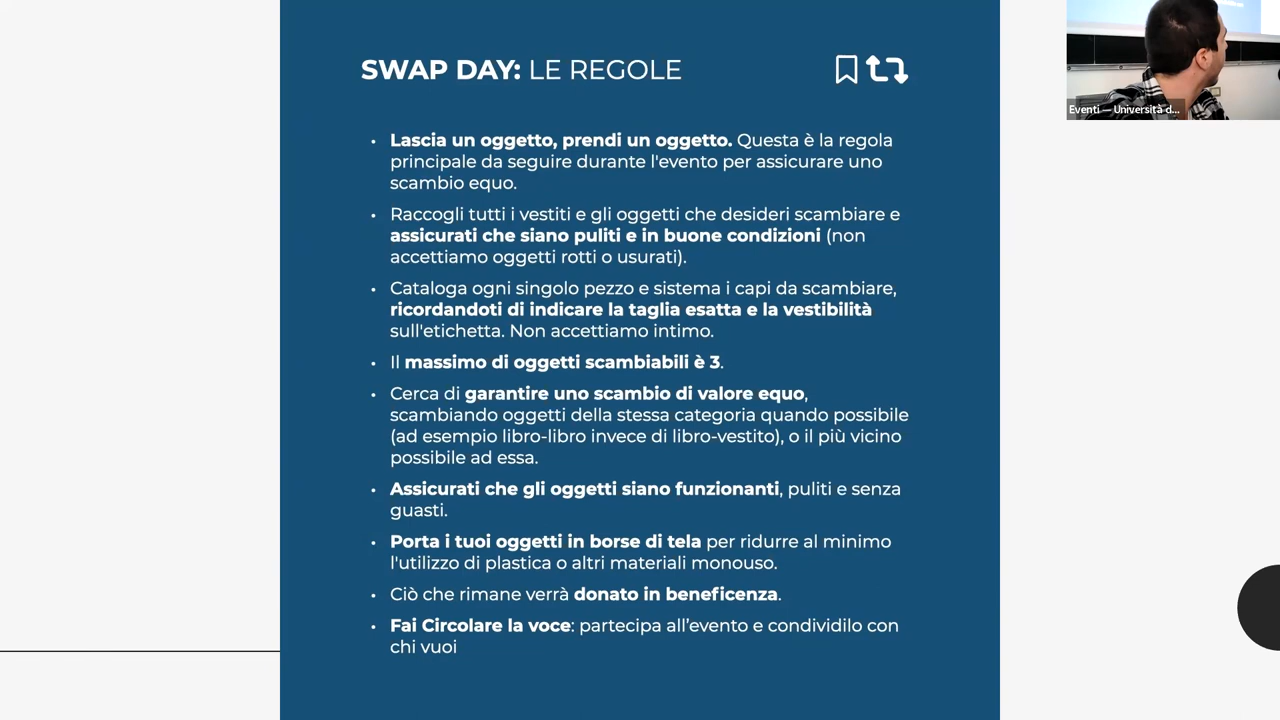 SWAP DAY: LE REGOLE
• Lascia un oggetto, prendi un oggetto. Questa è la regola
principale da seguire durante l'evento per assicurare uno
scambio equo.
• Raccogli tutti i vestiti e gli oggetti che desideri scambiare e
assicurati che siano puliti e in buone condizioni (non
accettiamo oggetti rotti o usurati).
• Cataloga ogni singolo pezzo e sistema i capi da scambiare,
ricordandoti di indicare la taglia esatta e la vestibilità
sull'etichetta. Non accettiamo intimo.
• Il massimo di oggetti scambiabili è 3.
• Cerca di garantire uno scambio di valore equo,
scambiando oggetti della stessa categoria quando possibile
(ad esempio libro-libro invece di libro-vestito), o il più vicino
possibile ad essa.
• Assicurati che gli oggetti siano funzionanti, puliti e senza
guasti.
• Porta i tuoi oggetti in borse di tela per ridurre al minimo
l'utilizzo di plastica o altri materiali monouso.
• Ciò che rimane verrà donato in beneficenza.
• Fai Circolare la voce: partecipa all’evento e condividilo con
chi vuoi
Eventi — Università d...